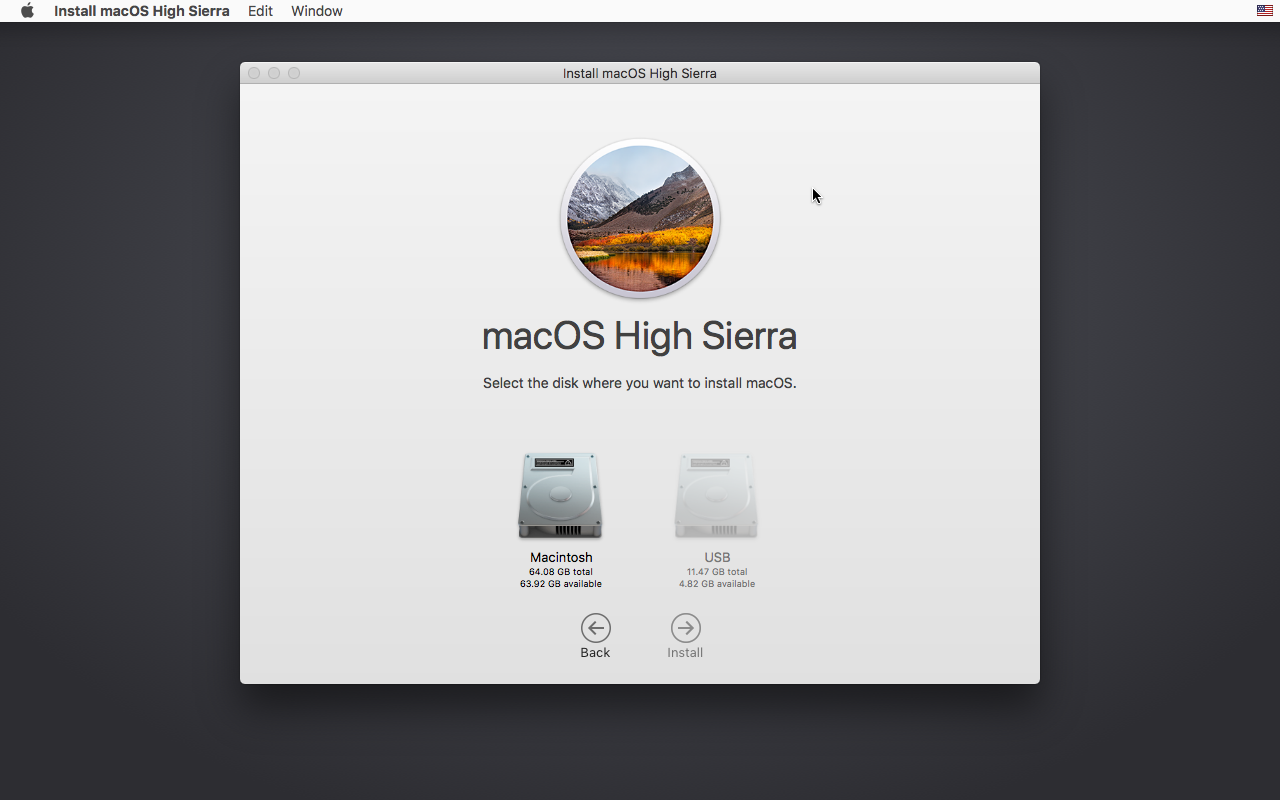 Install macOS High Sierra Edit Window
Install macOS High Sierra
macOS High Sierra
Select the disk where you want to install macOS.
Macintosh USB
64.08 GB total 11.47 GB total
63.92 GB available 4.82 GB available
Back Install